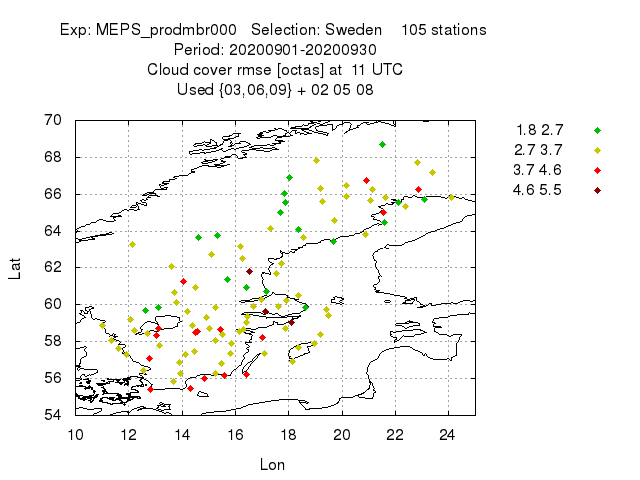 Exp: MEPS_prodmbr000 Selection: Sweden 105 stations
Period: 20200901-20200930
Cloud cover rmse [octas] at 11 UTC
Used {03,06,09} + 02 05 08
1.8 2.7
2.7 3.7
3.7 4.6
4.6 5.5
70
68
66
64
62
60
58
56
54
Lat
10 12 14 16 18 20 22 24
Lon